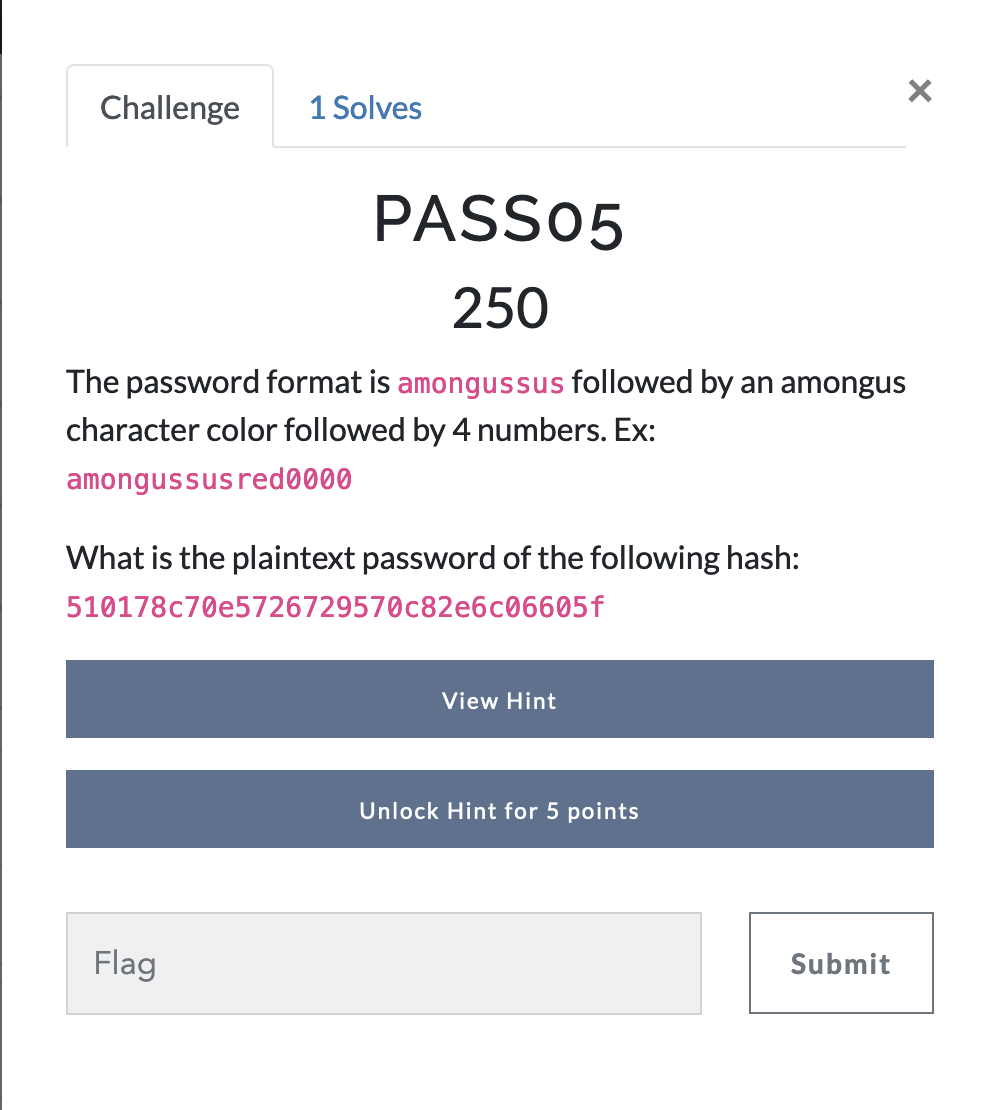 Challenge
1 Solves
×
PASS05
250
The password format is amongussus followed by an amongus
character color followed by 4 numbers. Ex:
amongussusred0000
What is the plaintext password of the following hash:
510178c70e5726729570c82e6c06605f
View Hint
Unlock Hint for 5 points
Flag
Submit